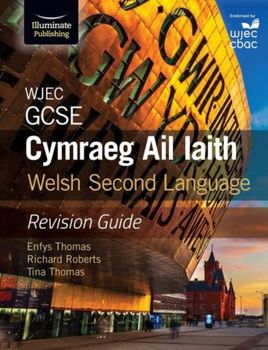 Illuminate
Publishing
Endorsed by
wjec
cbac
WJEC
GCSE
Cymraeg Ail Iaith
Welsh Second Language
Revision Guide
Enfys Thomas
Richard Roberts
Tina Thomas